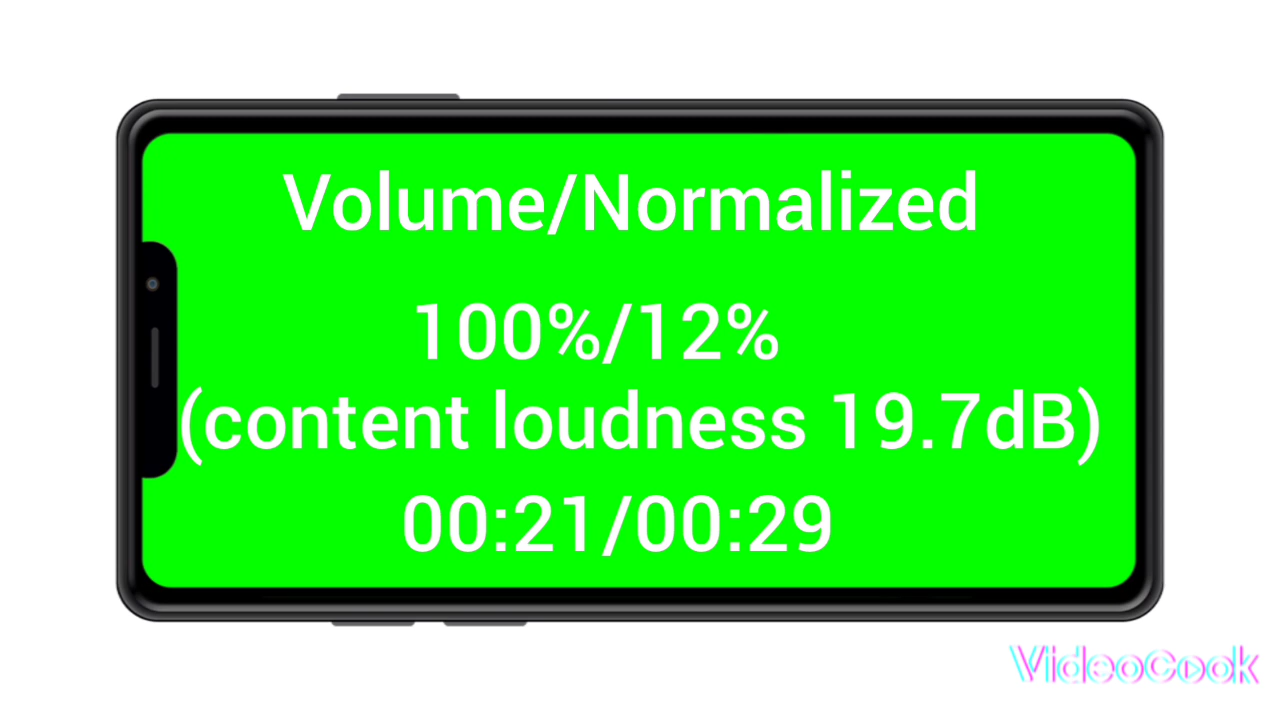 Volume/Normalized
100%/12%
(content loudness 19.7dB)
00:21/00:29
VideoCook